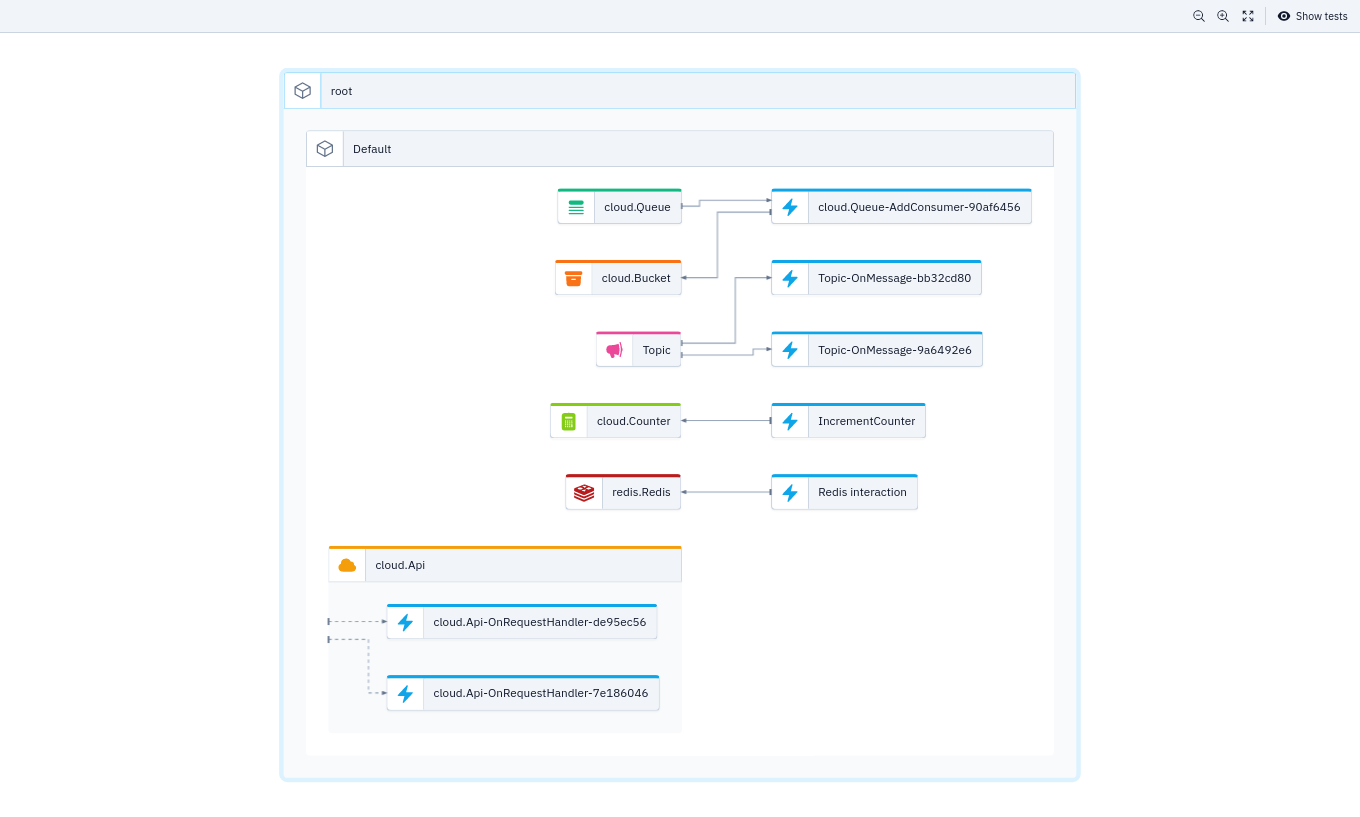 Show tests
root
Default
cloud.Queue
cloud.Queue-AddConsumer-90af6456
cloud.Bucket
Topic-OnMessage-bb32cd80
Topic
Topic-OnMessage-9a6492e6
cloud.Counter
IncrementCounter
redis.Redis
Redis interaction
cloud.Api
cloud.Api-OnRequestHandler-de95ec56
cloud.Api-OnRequestHandler-7e186046